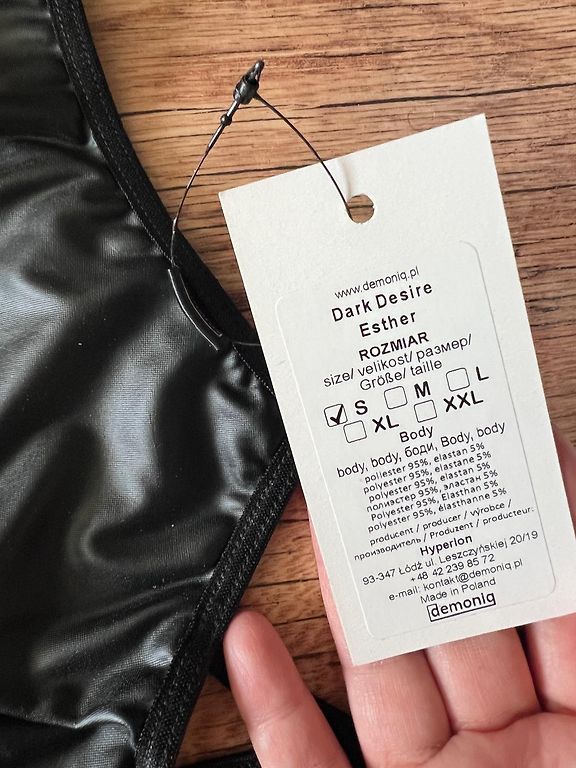 www.demoniq.pl
Dark Desire
Esther
ROZMIAR
size/ velikost/ размер/
Größe/ taille
S M L
XL XXL
Body
body, body, боди, Body, body
poliester 95%, elastan 5%
polyester 95%, elastane 5%
polyester 95%, elastan 5%
полиастер 95%, эластан 5%
Polyester 95%, Elasthan 5%
polyester 95%, élasthanne 5%
producent / producer / výrobce /
производитель / Produzent / producteur:
Hyperlon
93-347 Łódź ul. Leszczyńskiej 20/19
+48 42 239 85 72
e-mail: kontakt@demoniq.pl
Made in Poland
demoniq